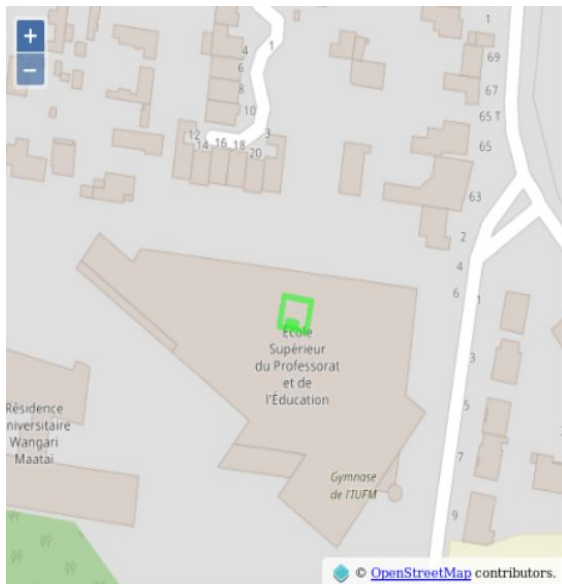 +
−
1
4
6
8
10
12
14
16
18
20
3
1
69
67
65 T
65
63
2
4
6
1
3
5
7
9
École
Supérieur
du Professorat
et de
l'Éducation
Résidence
niversitaire
Wangari
Maatai
Gymnase
de l'IUFM
© OpenStreetMap contributors.